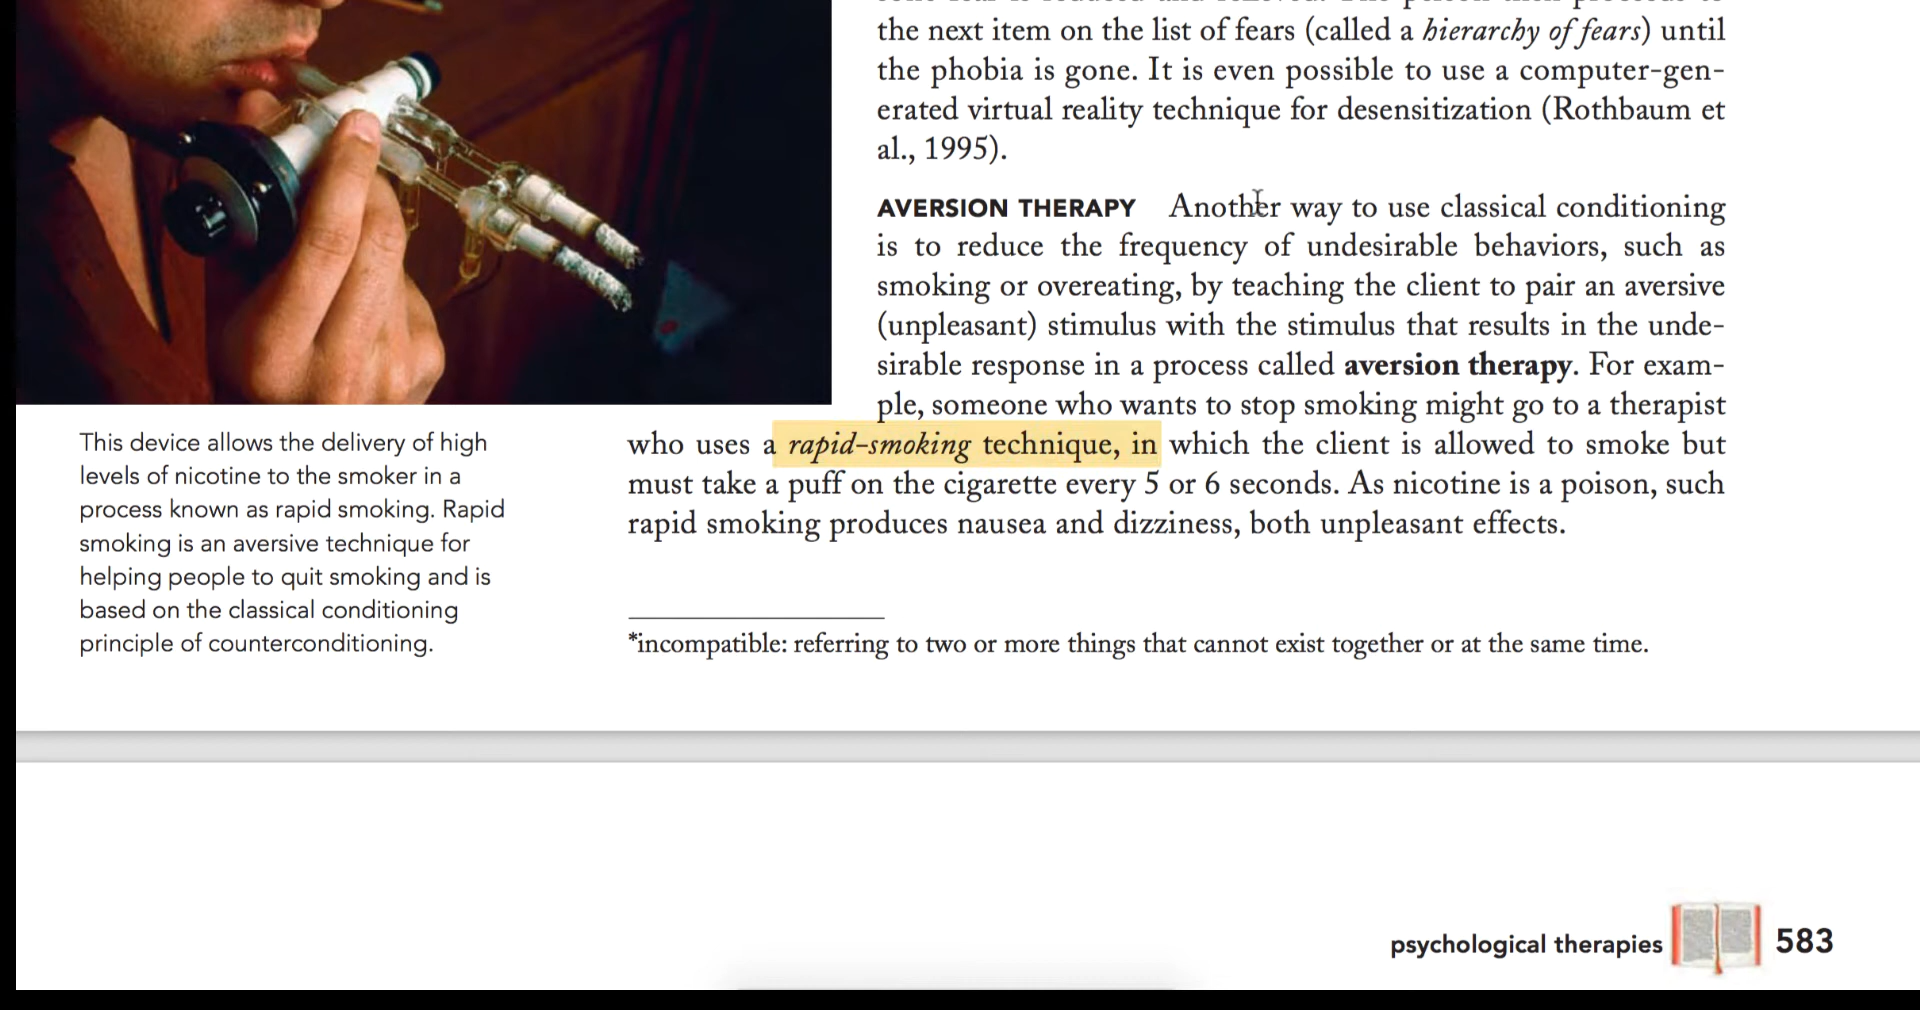 the next item on the list of fears (called a hierarchy of fears) until
the phobia is gone. It is even possible to use a computer-gen-
erated virtual reality technique for desensitization (Rothbaum et
al., 1995).
AVERSION THERAPY Another way to use classical conditioning
is to reduce the frequency of undesirable behaviors, such as
smoking or overeating, by teaching the client to pair an aversive
(unpleasant) stimulus with the stimulus that results in the unde-
sirable response in a process called aversion therapy. For exam-
ple, someone who wants to stop smoking might go to a therapist
who uses a rapid-smoking technique, in which the client is allowed to smoke but
must take a puff on the cigarette every 5 or 6 seconds. As nicotine is a poison, such
rapid smoking produces nausea and dizziness, both unpleasant effects.
This device allows the delivery of high
levels of nicotine to the smoker in a
process known as rapid smoking. Rapid
smoking is an aversive technique for
helping people to quit smoking and is
based on the classical conditioning
principle of counterconditioning.
*incompatible: referring to two or more things that cannot exist together or at the same time.
psychological therapies 583